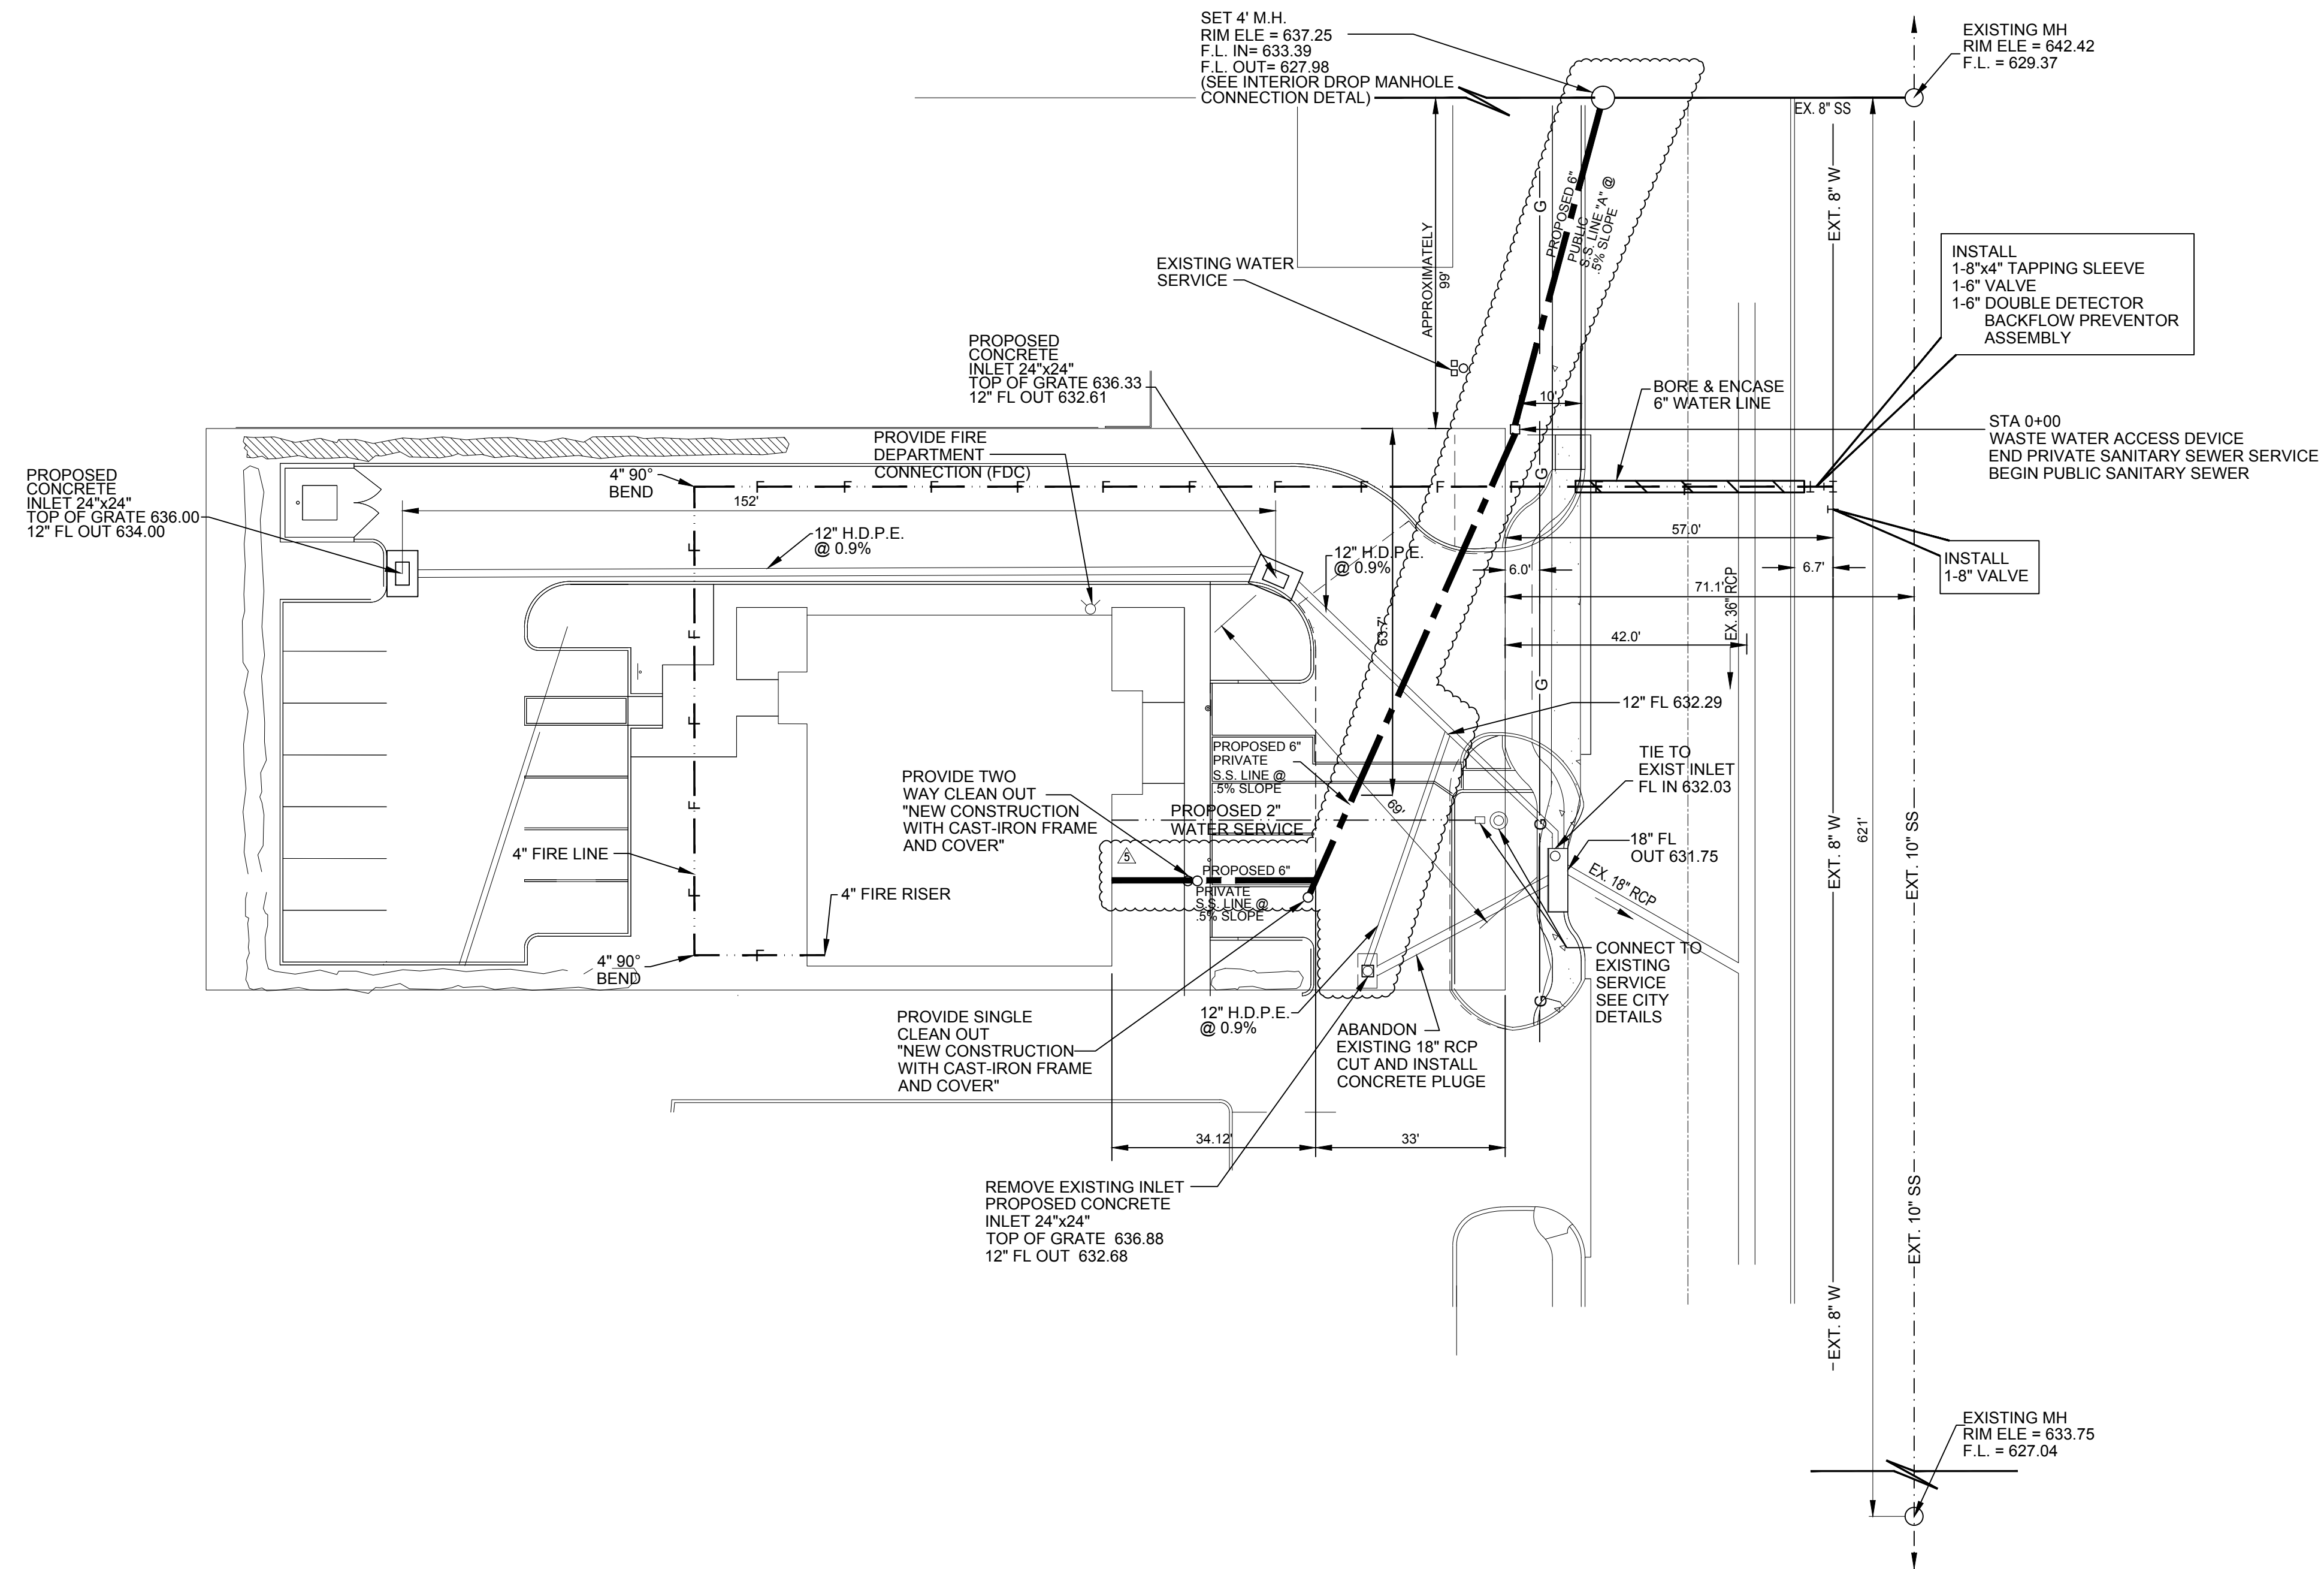 SET 4' M.H.
RIM ELE = 637.25
F.L. IN= 633.39
F.L. OUT= 627.98
(SEE INTERIOR DROP MANHOLE
CONNECTION DETAL)
EXISTING MH
RIM ELE = 642.42
F.L. = 629.37
EX. 8" SS
EXT. 8" W
PROPOSED 6"
PUBLIC
S.S. LINE "A" @
.5% SLOPE
G
APPROXIMATELY
99'
EXISTING WATER
SERVICE
INSTALL
1-8"x4" TAPPING SLEEVE
1-6" VALVE
1-6" DOUBLE DETECTOR
BACKFLOW PREVENTOR
ASSEMBLY
PROPOSED
CONCRETE
INLET 24"x24"
TOP OF GRATE 636.33
12" FL OUT 632.61
10'
BORE & ENCASE
6" WATER LINE
STA 0+00
WASTE WATER ACCESS DEVICE
END PRIVATE SANITARY SEWER SERVICE
BEGIN PUBLIC SANITARY SEWER
PROVIDE FIRE
DEPARTMENT
CONNECTION (FDC)
PROPOSED
CONCRETE
INLET 24"x24"
TOP OF GRATE 636.00
12" FL OUT 634.00
4" 90°
BEND
F
F
F
F
F
F
F
F
F
F
G
F
152'
12" H.D.P.E.
@ 0.9%
12" H.D.P.E.
@ 0.9%
57.0'
6.0'
6.7'
INSTALL
1-8" VALVE
71.1'
EX. 36" RCP
42.0'
63.7'
F
F
F
F
F
G
12" FL 632.29
TIE TO
EXIST INLET
FL IN 632.03
PROPOSED 6"
PRIVATE
S.S. LINE @
.5% SLOPE
PROVIDE TWO
WAY CLEAN OUT
"NEW CONSTRUCTION
WITH CAST-IRON FRAME
AND COVER"
PROPOSED 2"
WATER SERVICE
69'
G
18" FL
OUT 631.75
EX. 18" RCP
EXT. 8" W
621'
EXT. 10" SS
4" FIRE LINE
5
PROPOSED 6"
PRIVATE
S.S. LINE @
.5% SLOPE
4" FIRE RISER
F
4" 90°
BEND
CONNECT TO
EXISTING
SERVICE
SEE CITY
DETAILS
G
PROVIDE SINGLE
CLEAN OUT
"NEW CONSTRUCTION
WITH CAST-IRON FRAME
AND COVER"
12" H.D.P.E.
@ 0.9%
ABANDON
EXISTING 18" RCP
CUT AND INSTALL
CONCRETE PLUGE
34.12'
33'
REMOVE EXISTING INLET
PROPOSED CONCRETE
INLET 24"x24"
TOP OF GRATE 636.88
12" FL OUT 632.68
EXT. 10" SS
EXT. 8" W
EXISTING MH
RIM ELE = 633.75
F.L. = 627.04